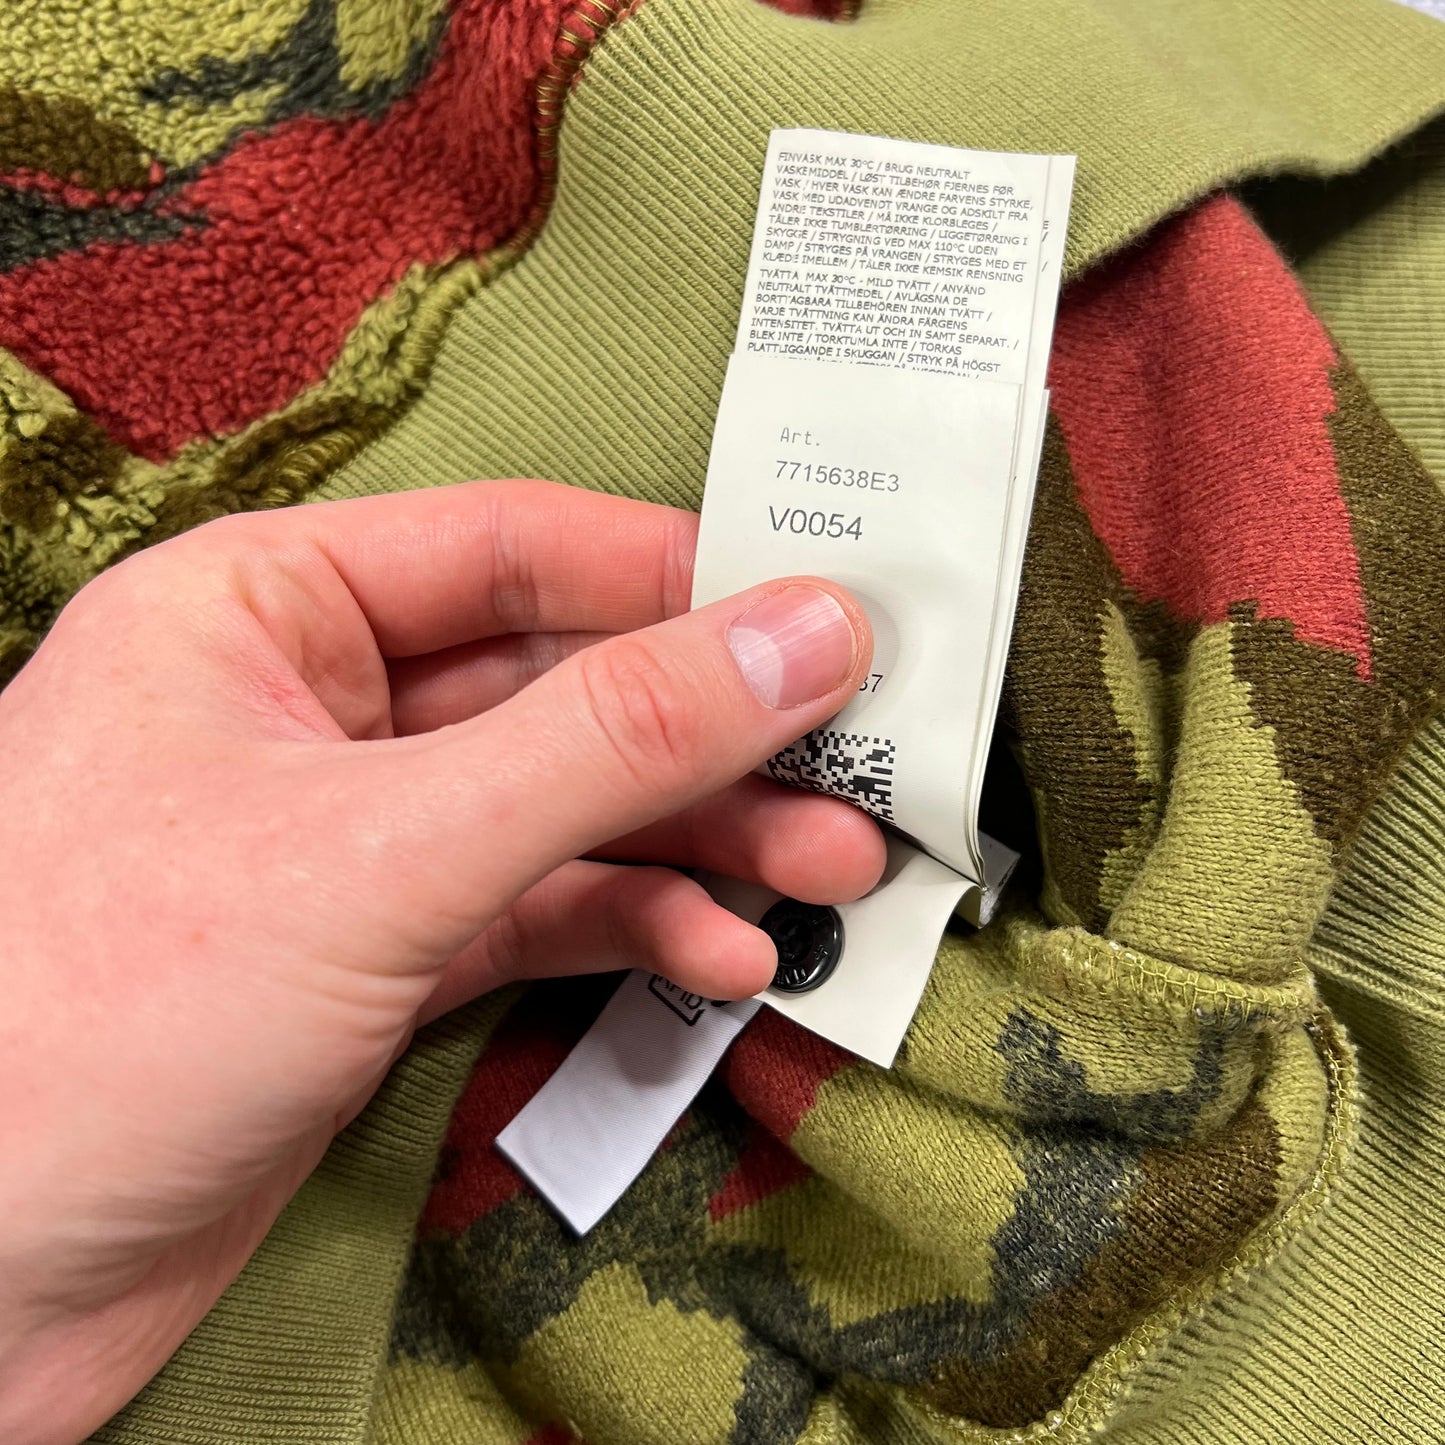 FINVASK MAX 30°C / BRUG NEUTRALT
VASKEMIDDEL / LØST TILBEHØR FJERNES FØR
VASK / HVER VASK KAN ÆNDRE FARVENS STYRKE,
VASK MED UDADVENDT VRANGE OG ADSKILT FRA
ANDRE TEKSTILER / MÅ IKKE KLORBLEGES /
TÅLER IKKE TUMBLERTØRRING / LIGGETØRRING I
SKYGGE / STRYGNING VED MAX 110°C UDEN
DAMP / STRYGES PÅ VRANGEN / STRYGES MED ET
KLÆDE IMELLEM / TÅLER IKKE KEMSIK RENSNING
TVÄTTA MAX 30°C - MILD TVÄTT / ANVÄND
NEUTRALT TVÄTTMEDEL / AVLÄGSNA DE
BORTTAGBARA TILLBEHÖREN INNAN TVÄTT /
VARJE TVÄTTNING KAN ÄNDRA FÄRGENS
INTENSITET. TVÄTTA UT OCH IN SAMT SEPARAT. /
BLEK INTE / TORKTUMLA INTE / TORKAS
PLATTLIGGANDE I SKUGGAN / STRYK PÅ HÖGST
Art.
7715638E3
V0054
37
RFID